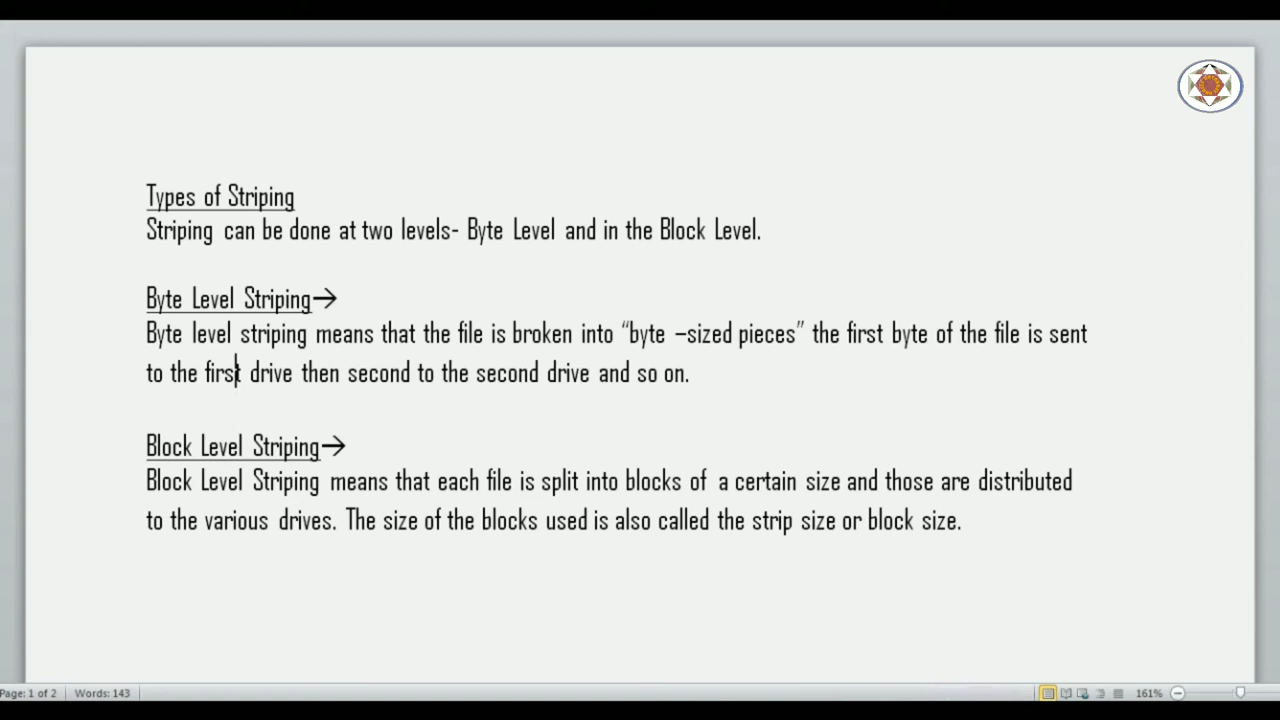 Types of Striping
Striping can be done at two levels- Byte Level and in the Block Level.
Byte Level Striping→
Byte level striping means that the file is broken into “byte –sized pieces” the first byte of the file is sent
to the first drive then second to the second drive and so on.
Block Level Striping→
Block Level Striping means that each file is split into blocks of a certain size and those are distributed
to the various drives. The size of the blocks used is also called the strip size or block size.
Page: 1 of 2 Words: 143 161%